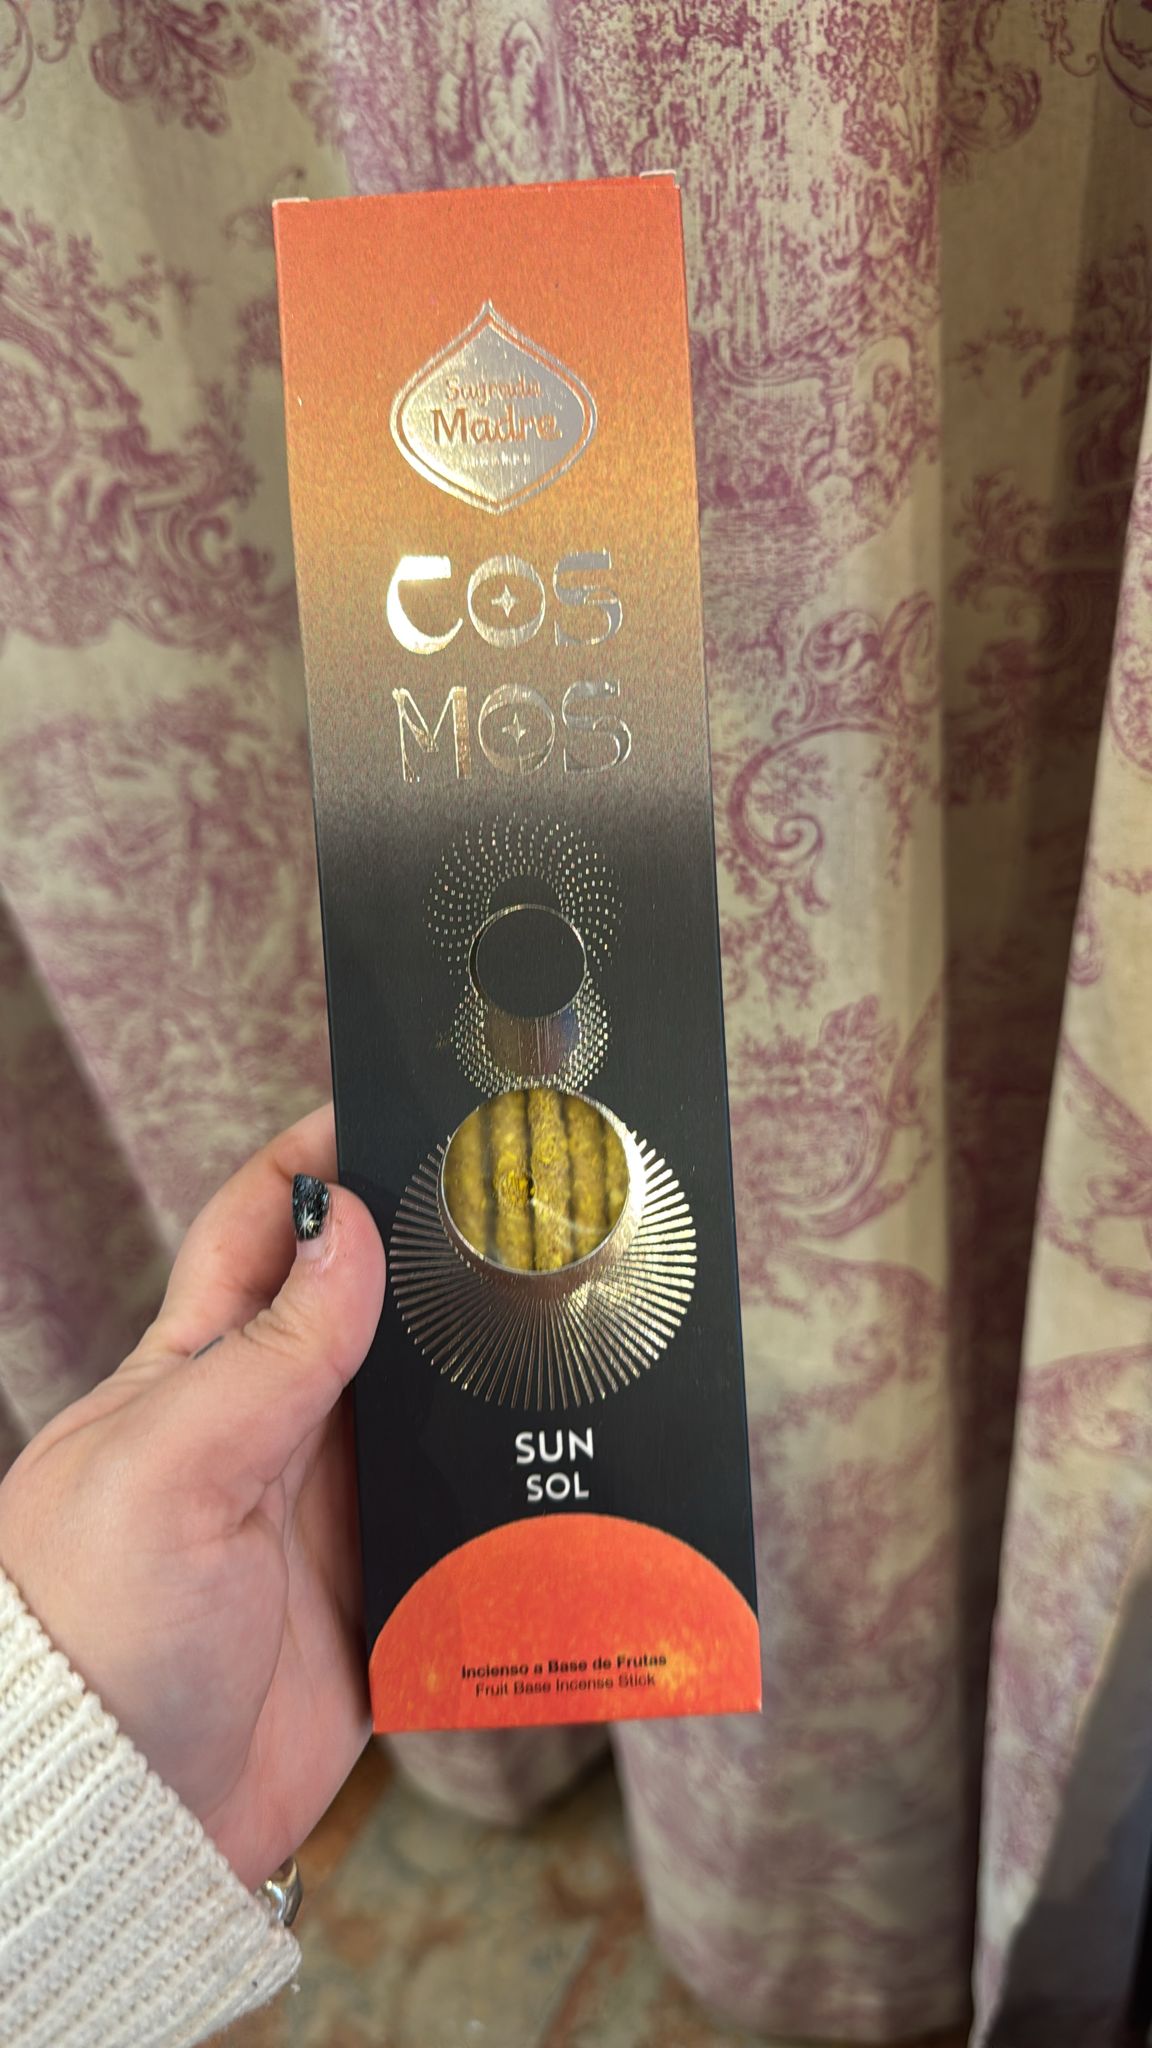 Sagrada
Madre
COS
MOS
SUN
SOL
Incienso a Base de Frutas
Fruit Base Incense Stick